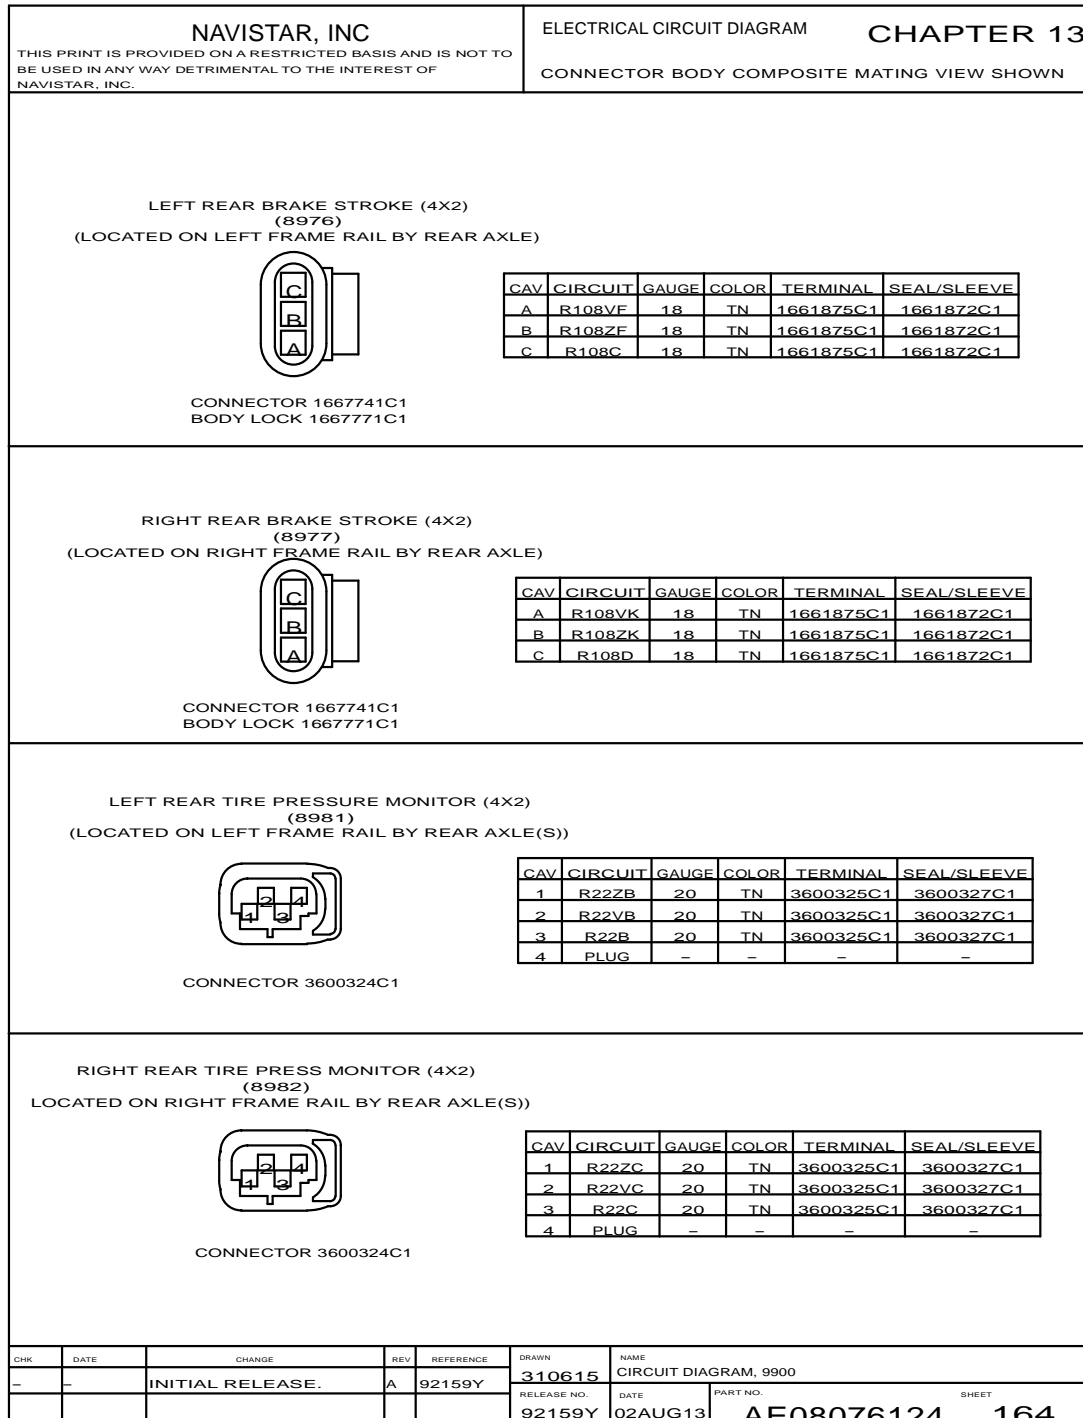 NAVISTAR, INC
THIS PRINT IS PROVIDED ON A RESTRICTED BASIS AND IS NOT TO
BE USED IN ANY WAY DETRIMENTAL TO THE INTEREST OF
NAVISTAR, INC.
ELECTRICAL CIRCUIT DIAGRAM CHAPTER 13
CONNECTOR BODY COMPOSITE MATING VIEW SHOWN
LEFT REAR BRAKE STROKE (4X2)
(8976)
(LOCATED ON LEFT FRAME RAIL BY REAR AXLE)
C
B
A
CONNECTOR 1667741C1
BODY LOCK 1667771C1
CAV CIRCUIT GAUGE COLOR TERMINAL SEAL/SLEEVE
A R108VF 18 TN 1661875C1 1661872C1
B R108ZF 18 TN 1661875C1 1661872C1
C R108C 18 TN 1661875C1 1661872C1
RIGHT REAR BRAKE STROKE (4X2)
(8977)
(LOCATED ON RIGHT FRAME RAIL BY REAR AXLE)
C
B
A
CONNECTOR 1667741C1
BODY LOCK 1667771C1
CAV CIRCUIT GAUGE COLOR TERMINAL SEAL/SLEEVE
A R108VK 18 TN 1661875C1 1661872C1
B R108ZK 18 TN 1661875C1 1661872C1
C R108D 18 TN 1661875C1 1661872C1
LEFT REAR TIRE PRESSURE MONITOR (4X2)
(8981)
(LOCATED ON LEFT FRAME RAIL BY REAR AXLE(S))
2 4
1 3
CONNECTOR 3600324C1
CAV CIRCUIT GAUGE COLOR TERMINAL SEAL/SLEEVE
1 R22ZB 20 TN 3600325C1 3600327C1
2 R22VB 20 TN 3600325C1 3600327C1
3 R22B 20 TN 3600325C1 3600327C1
4 PLUG – – – –
RIGHT REAR TIRE PRESS MONITOR (4X2)
(8982)
LOCATED ON RIGHT FRAME RAIL BY REAR AXLE(S))
2 4
1 3
CONNECTOR 3600324C1
CAV CIRCUIT GAUGE COLOR TERMINAL SEAL/SLEEVE
1 R22ZC 20 TN 3600325C1 3600327C1
2 R22VC 20 TN 3600325C1 3600327C1
3 R22C 20 TN 3600325C1 3600327C1
4 PLUG – – – –
CHK DATE CHANGE REV REFERENCE
– – INITIAL RELEASE. A 92159Y
DRAWN
310615
NAME
CIRCUIT DIAGRAM, 9900
RELEASE NO.
92159Y
DATE
02AUG13
PART NO.
AE08076124
SHEET
164